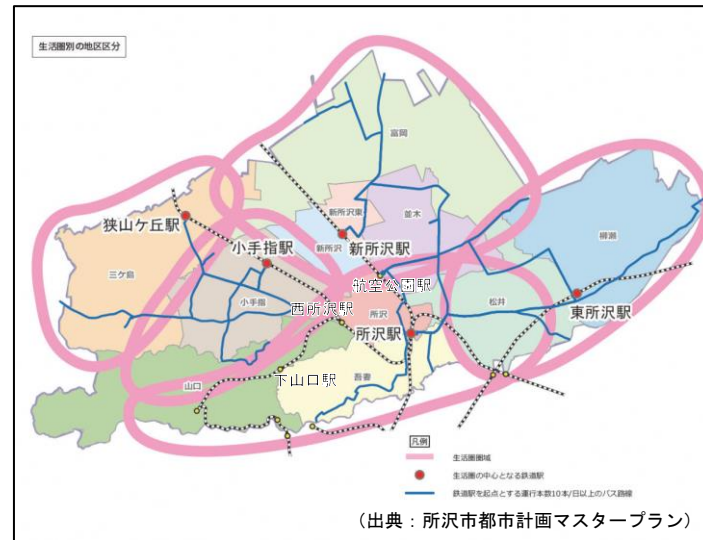 生活圏別の地区区分
富岡
新所沢東
並木
柳瀬
狭山ケ丘駅
小手指駅
新所沢
新所沢駅
三ケ島
航空公園駅
小手指
西所沢駅
所沢
松井
東所沢駅
所沢駅
下山口駅
吾妻
山口
凡例
生活圏圏域
生活圏の中心となる鉄道駅
鉄道駅を起点とする運行本数10本/日以上のバス路線
（出典：所沢市都市計画マスタープラン）